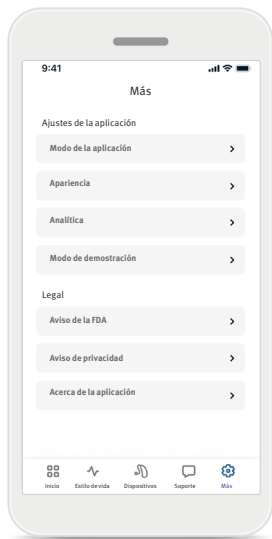 9:41
Más
Ajustes de la aplicación
Modo de la aplicación
Apariencia
Analítica
Modo de demostración
Legal
Aviso de la FDA
Aviso de privacidad
Acerca de la aplicación
Inicio Estilo de vida Dispositivos Soporte Más